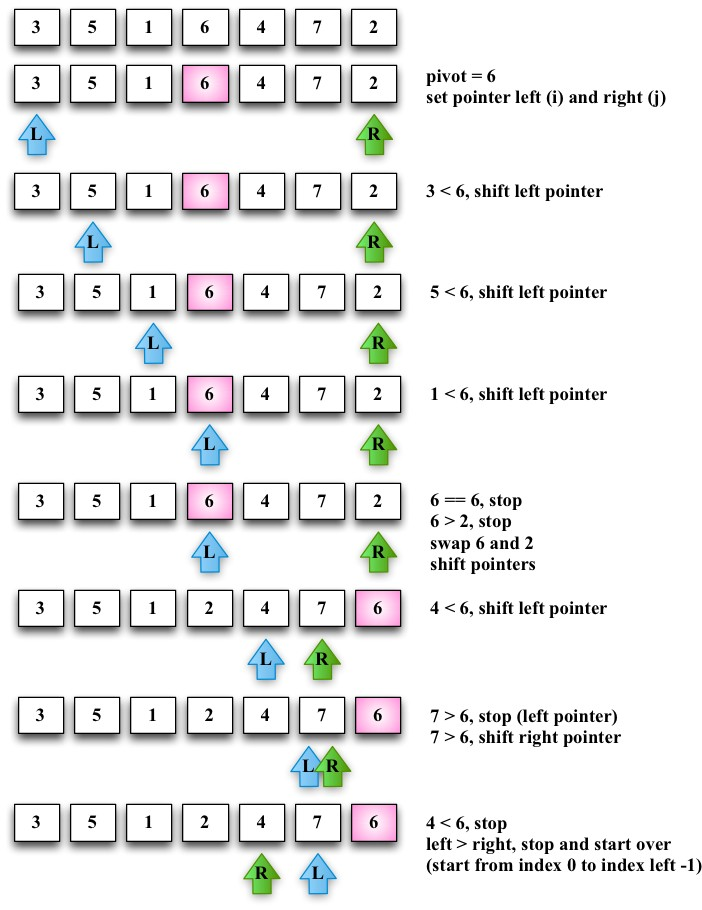 3 5 1 6 4 7 2
3 5 1 6 4 7 2
pivot = 6
set pointer left (i) and right (j)
L R
3 5 1 6 4 7 2
3 < 6, shift left pointer
L R
3 5 1 6 4 7 2
5 < 6, shift left pointer
L R
3 5 1 6 4 7 2
1 < 6, shift left pointer
L R
3 5 1 6 4 7 2
6 == 6, stop
6 > 2, stop
swap 6 and 2
shift pointers
L R
3 5 1 2 4 7 6
4 < 6, shift left pointer
L R
3 5 1 2 4 7 6
7 > 6, stop (left pointer)
7 > 6, shift right pointer
L R
3 5 1 2 4 7 6
4 < 6, stop
left > right, stop and start over
(start from index 0 to index left -1)
R L